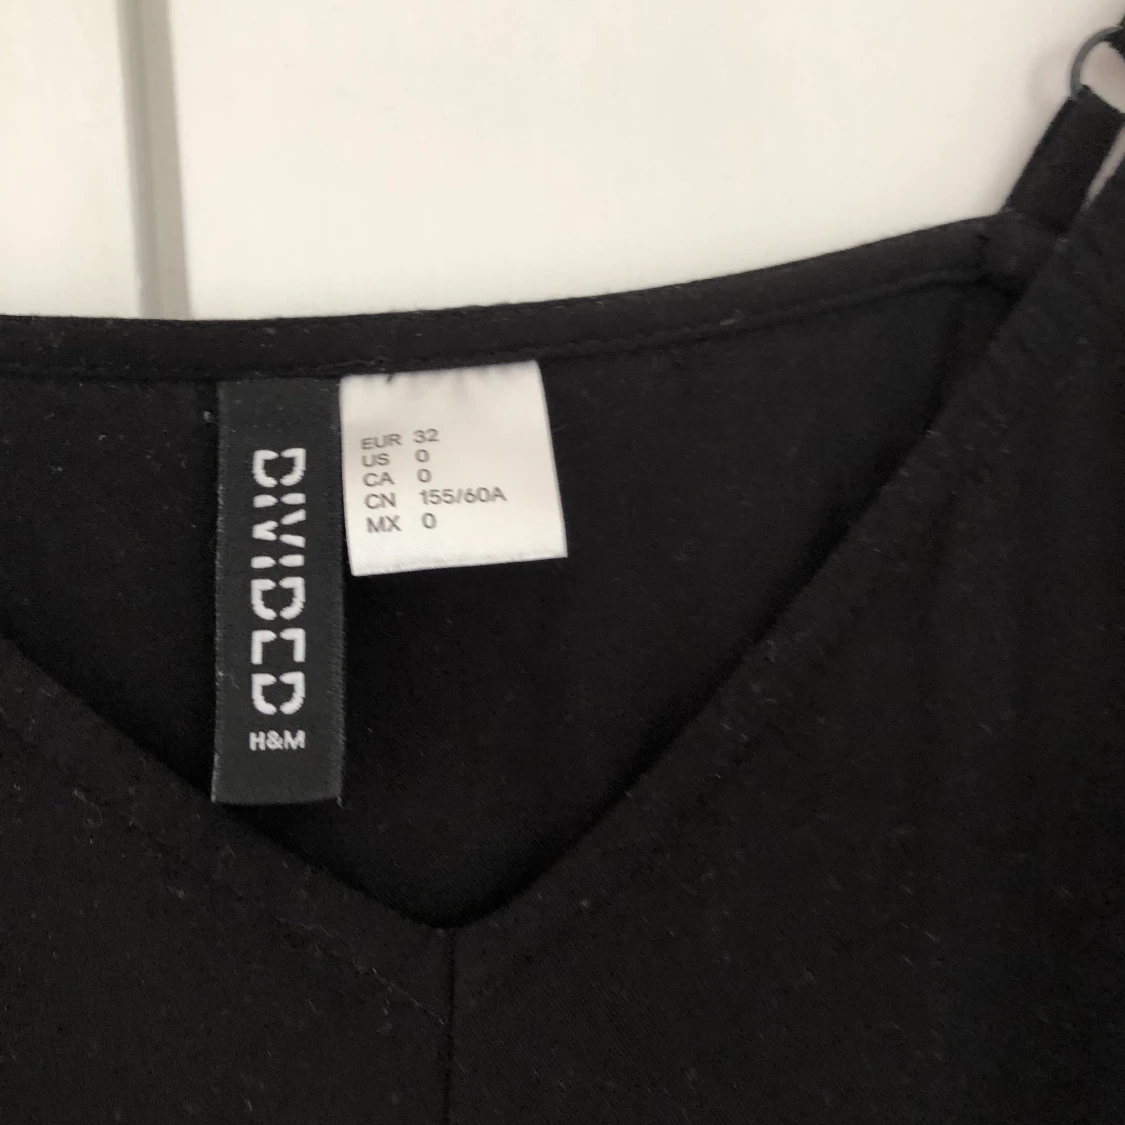 DIVIDED
H&M
EUR 32
US 0
CA 0
CN 155/60A
MX 0